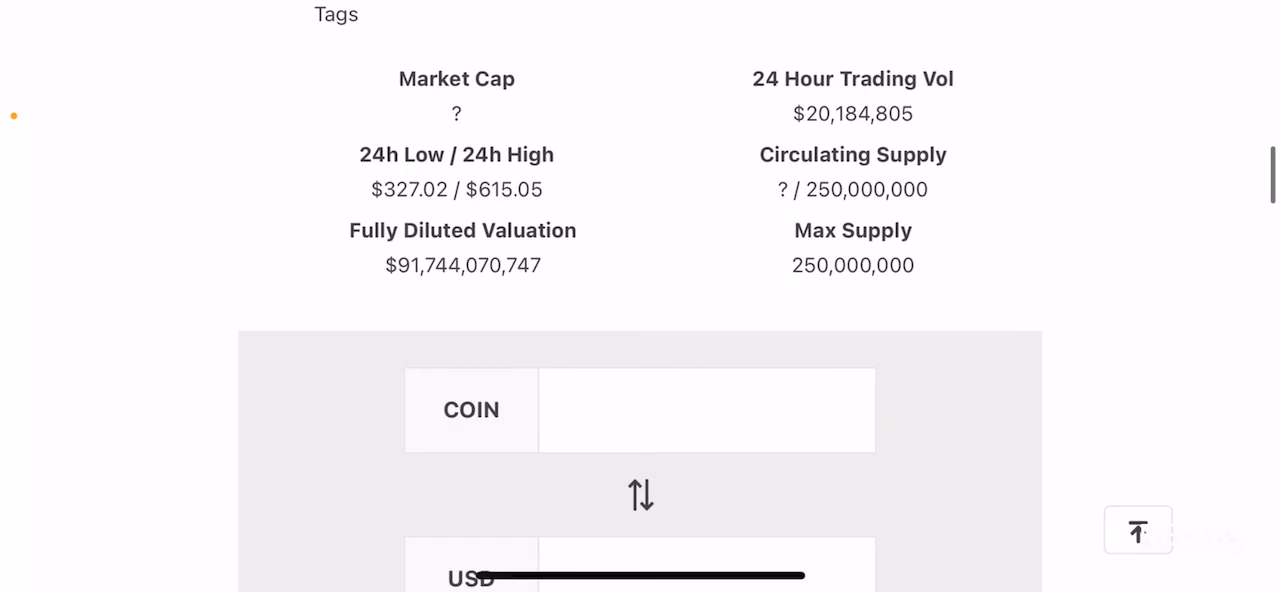 Tags
Market Cap
?
24 Hour Trading Vol
$20,184,805
24h Low / 24h High
$327.02 / $615.05
Circulating Supply
? / 250,000,000
Fully Diluted Valuation
$91,744,070,747
Max Supply
250,000,000
COIN
USD